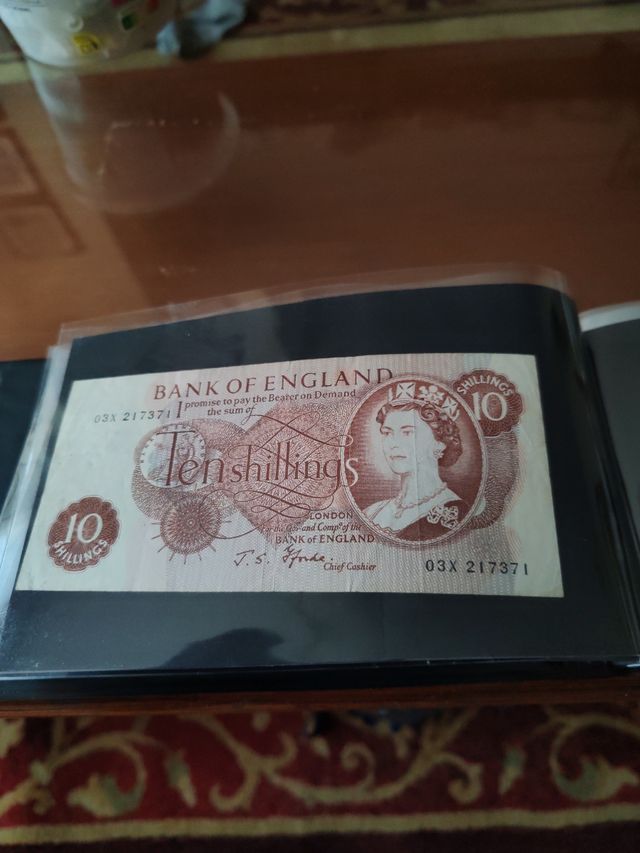 BANK OF ENGLAND
03X 217371
I promise to pay the Bearer on Demand
the sum of
Ten shillings
SHILLINGS
10
LONDON
For the Govr and Compa of the
BANK of ENGLAND
10
SHILLINGS
J. S. Fforde.
Chief Cashier
03X 217371